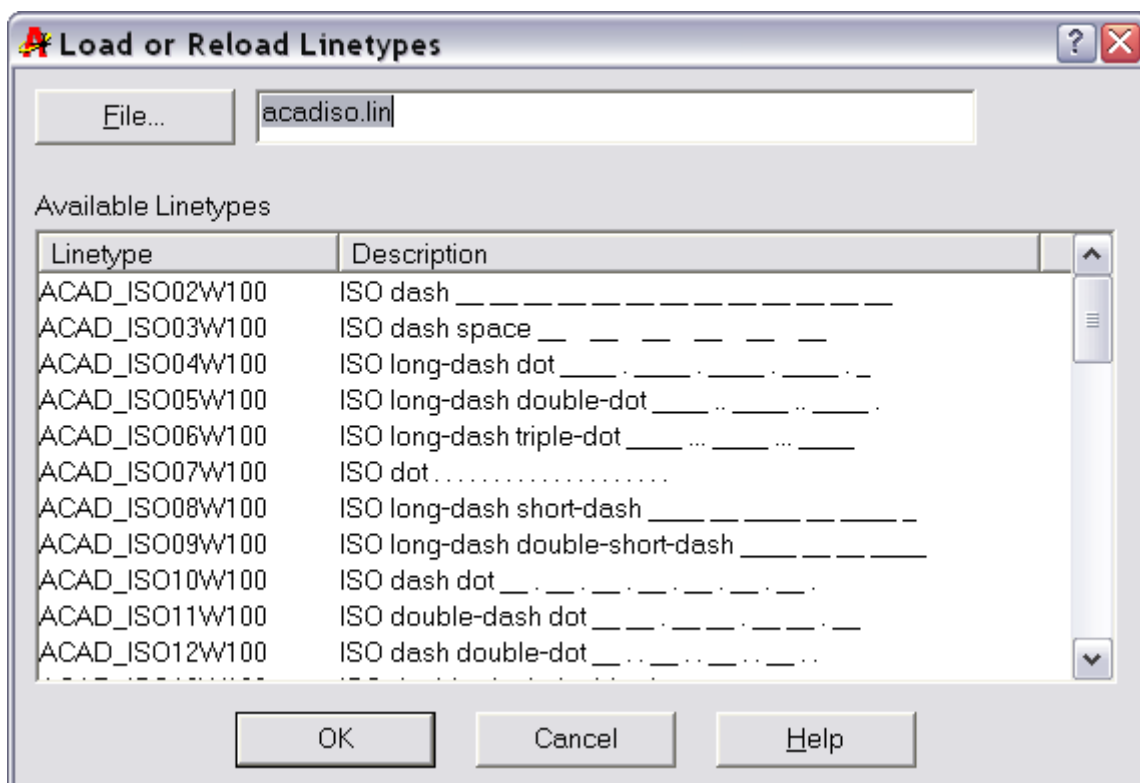 Load or Reload Linetypes
File... acadiso.lin
Available Linetypes
Linetype Description
ACAD_ISO02W100 ISO dash __ __ __ __ __ __ __ __ __ __ __ __ __
ACAD_ISO03W100 ISO dash space __ __ __ __ __ __
ACAD_ISO04W100 ISO long-dash dot ____ . ____ . ____ . ____ . _
ACAD_ISO05W100 ISO long-dash double-dot ____ .. ____ .. ____ .
ACAD_ISO06W100 ISO long-dash triple-dot ____ ... ____ ... ____
ACAD_ISO07W100 ISO dot . . . . . . . . . . . . . . . . . . . .
ACAD_ISO08W100 ISO long-dash short-dash ____ __ ____ __ ____ _
ACAD_ISO09W100 ISO long-dash double-short-dash ____ __ __ ____
ACAD_ISO10W100 ISO dash dot __ . __ . __ . __ . __ . __ .
ACAD_ISO11W100 ISO double-dash dot __ __ . __ __ . __ __ . __
ACAD_ISO12W100 ISO dash double-dot __ . . __ . . __ . . __ . .
OK Cancel Help